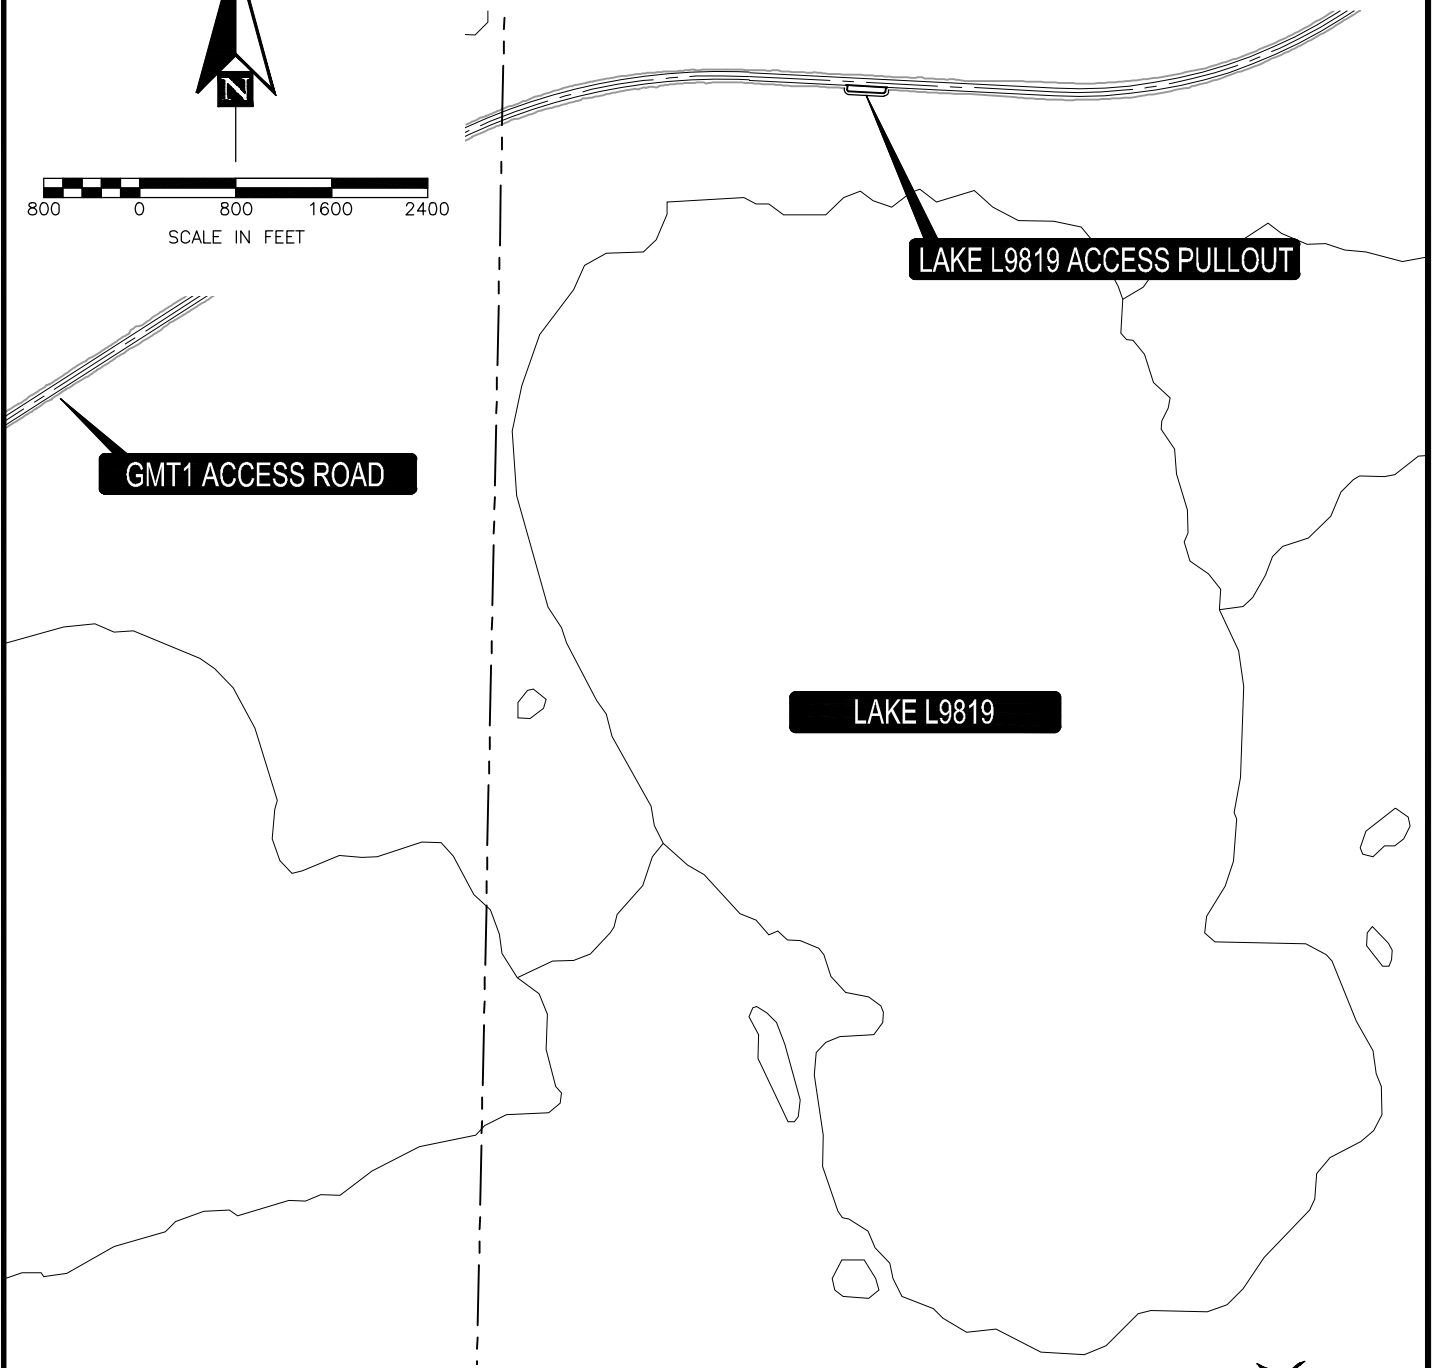 N
800 0 800 1600 2400
SCALE IN FEET
LAKE L9819 ACCESS PULLOUT
GMT1 ACCESS ROAD
LAKE L9819